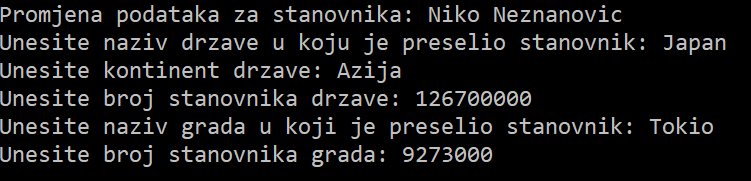 Promjena podataka za stanovnika: Niko Neznanovic
Unesite naziv drzave u koju je preselio stanovnik: Japan
Unesite kontinent drzave: Azija
Unesite broj stanovnika drzave: 126700000
Unesite naziv grada u koji je preselio stanovnik: Tokio
Unesite broj stanovnika grada: 9273000